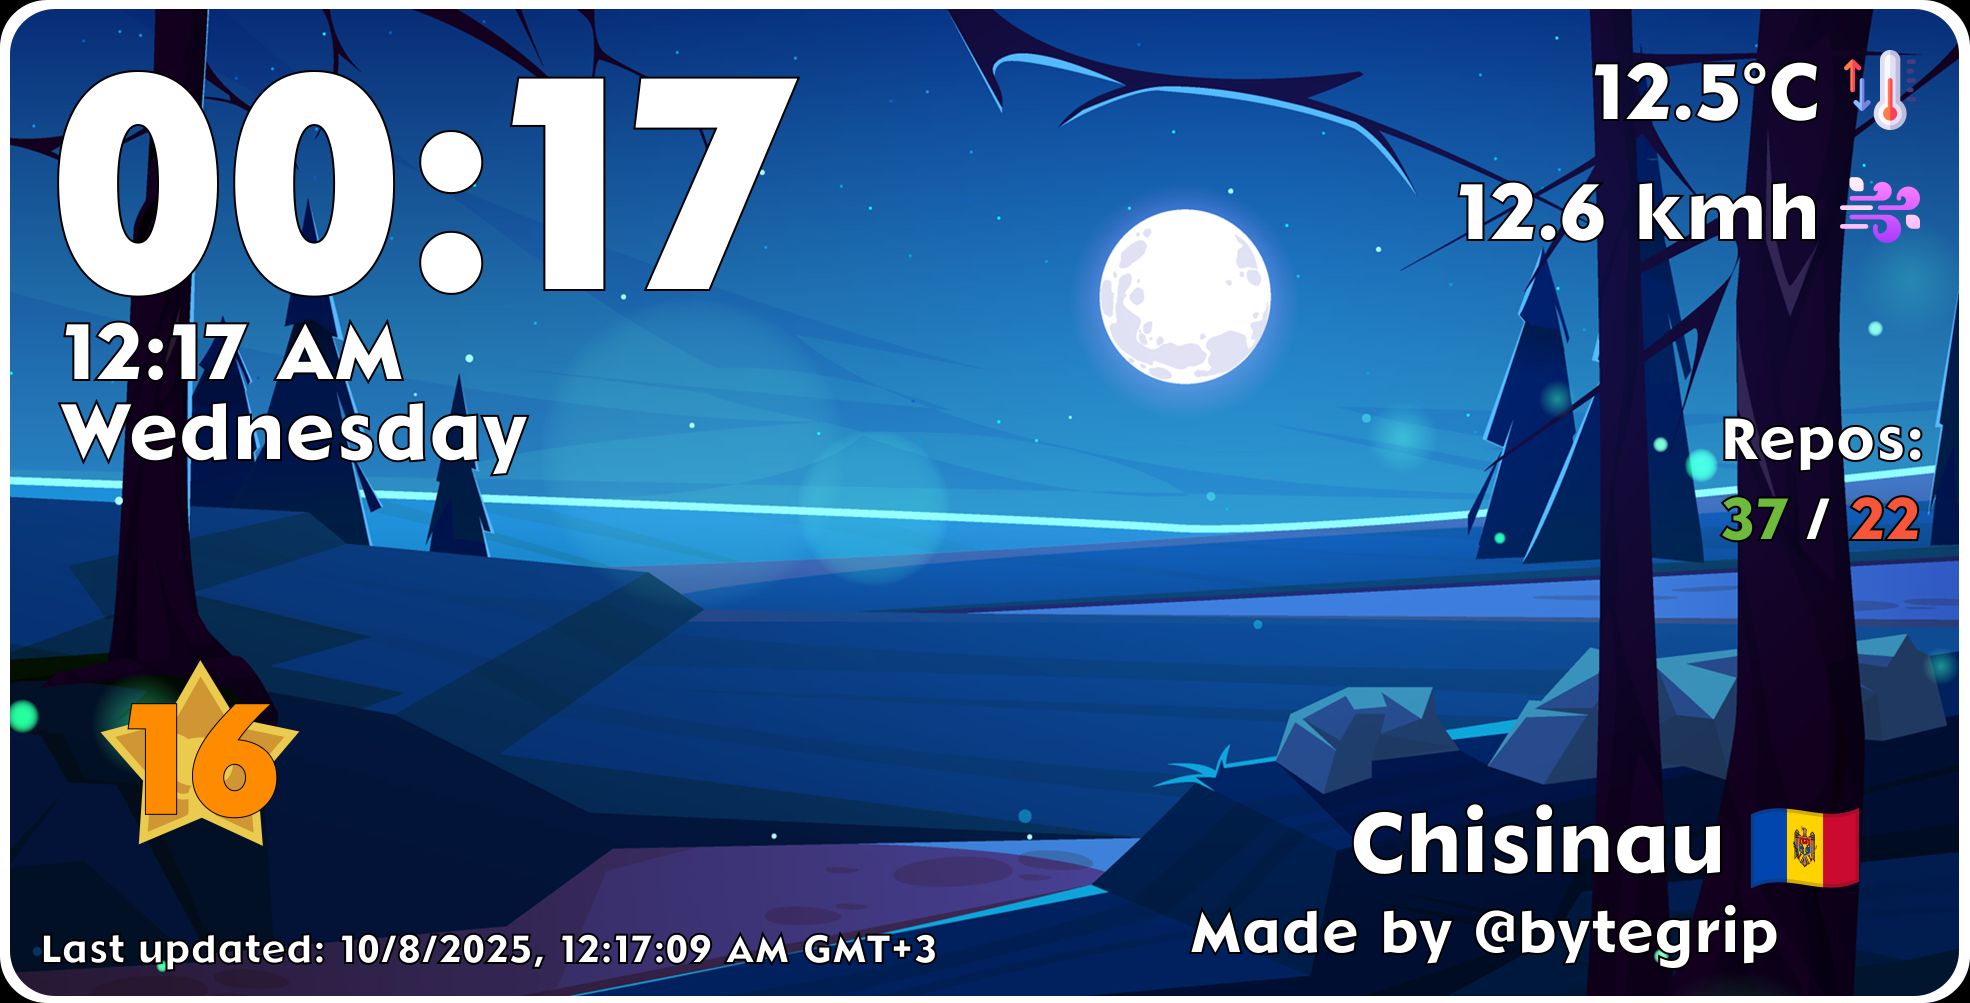 00:17
12:17 AM
Wednesday
12.5°C
12.6 kmh
Repos:
37 / 22
16
Chisinau
Made by @bytegrip
Last updated: 10/8/2025, 12:17:09 AM GMT+3